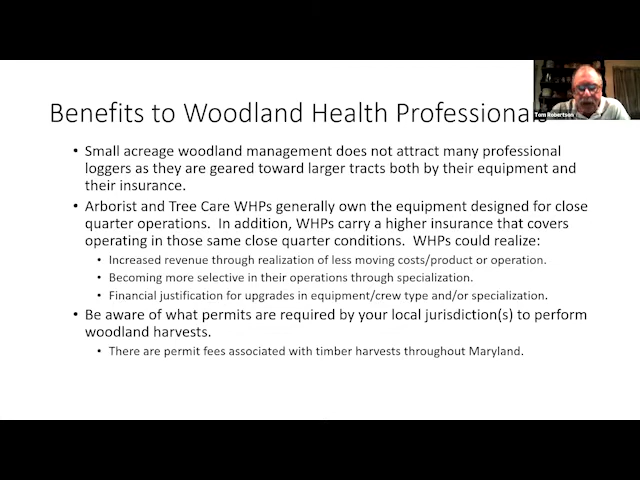 Benefits to Woodland Health Professionals
Tom Robertson
• Small acreage woodland management does not attract many professional
loggers as they are geared toward larger tracts both by their equipment and
their insurance.
• Arborist and Tree Care WHPs generally own the equipment designed for close
quarter operations. In addition, WHPs carry a higher insurance that covers
operating in those same close quarter conditions. WHPs could realize:
• Increased revenue through realization of less moving costs/product or operation.
• Becoming more selective in their operations through specialization.
• Financial justification for upgrades in equipment/crew type and/or specialization.
• Be aware of what permits are required by your local jurisdiction(s) to perform
woodland harvests.
• There are permit fees associated with timber harvests throughout Maryland.